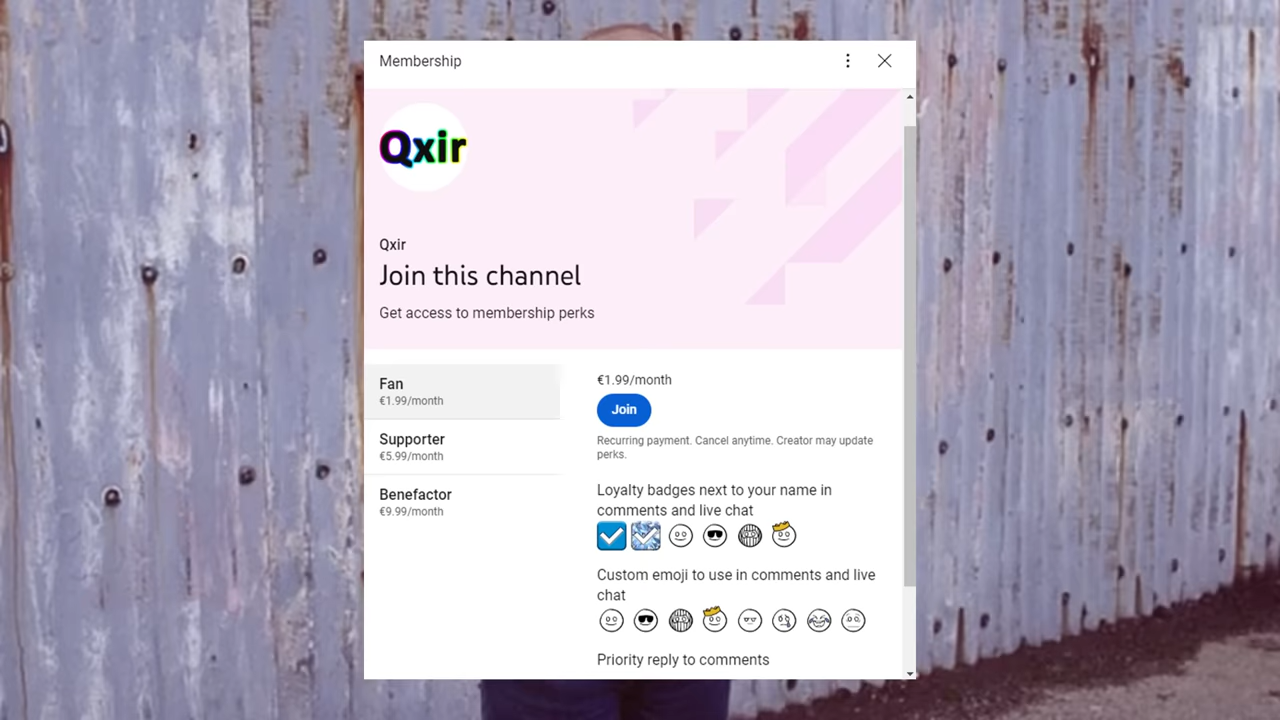 Membership
Qxir
Qxir
Join this channel
Get access to membership perks
Fan
€1.99/month
Supporter
€5.99/month
Benefactor
€9.99/month
€1.99/month
Join
Recurring payment. Cancel anytime. Creator may update
perks.
Loyalty badges next to your name in
comments and live chat
Custom emoji to use in comments and live
chat
Priority reply to comments